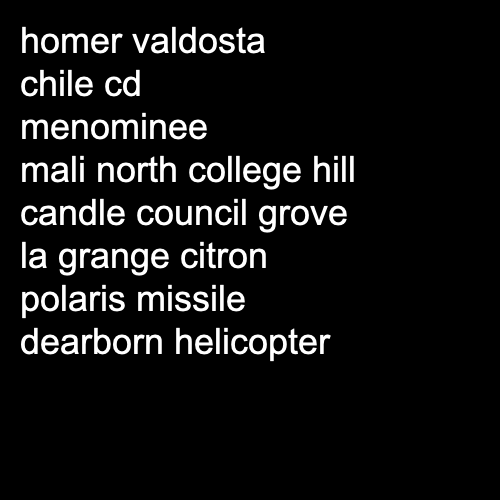 homer valdosta
chile cd
menominee
mali north college hill
candle council grove
la grange citron
polaris missile
dearborn helicopter